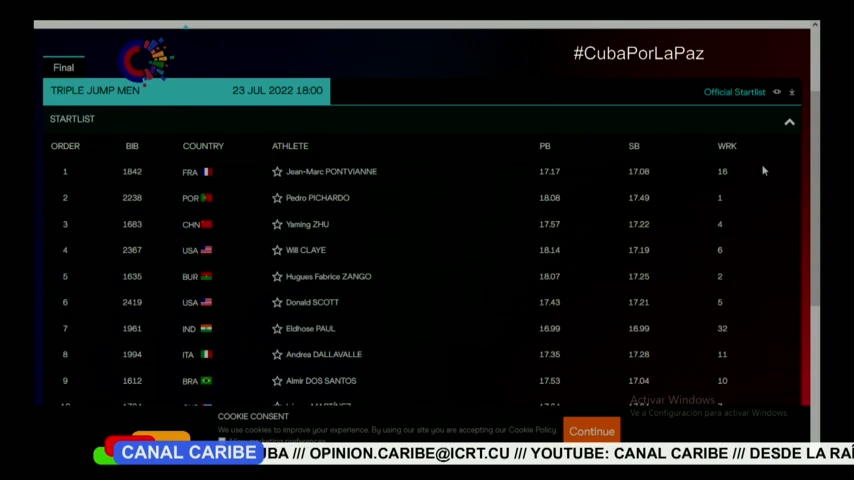 #CubaPorLaPaz
Final
TRIPLE JUMP MEN 23 JUL 2022 18:00
Official Startlist
STARTLIST
ORDER BIB COUNTRY ATHLETE PB SB WRK
1 1842 FRA Jean-Marc PONTVIANNE 17.17 17.08 16
2 2238 POR Pedro PICHARDO 18.08 17.49 1
3 1683 CHN Yaming ZHU 17.57 17.22 4
4 2367 USA Will CLAYE 18.14 17.19 6
5 1635 BUR Hugues Fabrice ZANGO 18.07 17.25 2
6 2419 USA Donald SCOTT 17.43 17.21 5
7 1961 IND Eldhose PAUL 16.99 16.99 32
8 1994 ITA Andrea DALLAVALLE 17.35 17.28 11
9 1612 BRA Almir DOS SANTOS 17.53 17.04 10
Activar Windows
Ve a Configuración para activar Windows.
COOKIE CONSENT
We use cookies to improve your experience. By using our site you are accepting our Cookie Policy.
Continue
CANAL CARIBE UBA /// OPINION.CARIBE@ICRT.CU /// YOUTUBE: CANAL CARIBE /// DESDE LA RAÍ